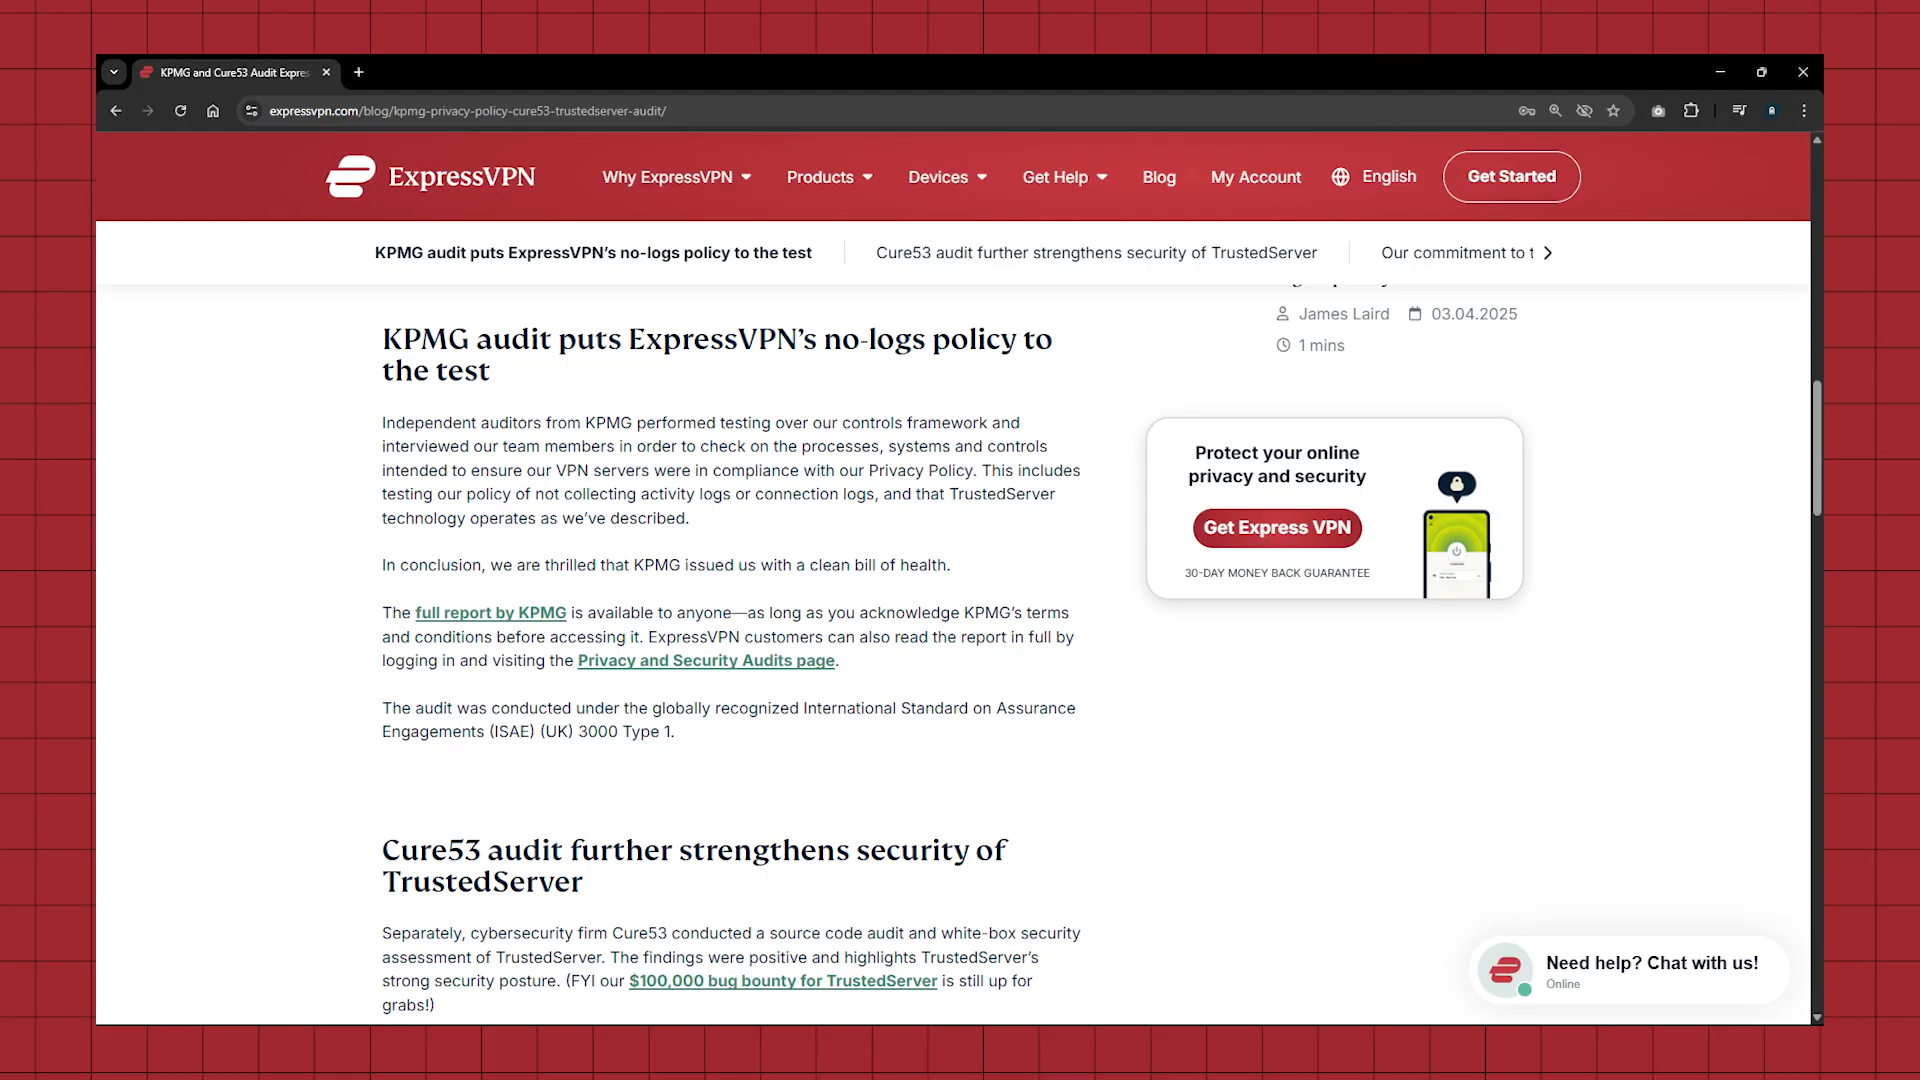 KPMG and Cure53 Audit Expres
expressvpn.com/blog/kpmg-privacy-policy-cure53-trustedserver-audit/
ExpressVPN
Why ExpressVPN
Products
Devices
Get Help
Blog
My Account
English
Get Started
KPMG audit puts ExpressVPN’s no-logs policy to the test
Cure53 audit further strengthens security of TrustedServer
Our commitment to t
James Laird
03.04.2025
1 mins
KPMG audit puts ExpressVPN’s no-logs policy to
the test
Independent auditors from KPMG performed testing over our controls framework and
interviewed our team members in order to check on the processes, systems and controls
intended to ensure our VPN servers were in compliance with our Privacy Policy. This includes
testing our policy of not collecting activity logs or connection logs, and that TrustedServer
technology operates as we’ve described.
In conclusion, we are thrilled that KPMG issued us with a clean bill of health.
The full report by KPMG is available to anyone—as long as you acknowledge KPMG’s terms
and conditions before accessing it. ExpressVPN customers can also read the report in full by
logging in and visiting the Privacy and Security Audits page.
The audit was conducted under the globally recognized International Standard on Assurance
Engagements (ISAE) (UK) 3000 Type 1.
Protect your online
privacy and security
Get Express VPN
30-DAY MONEY BACK GUARANTEE
Cure53 audit further strengthens security of
TrustedServer
Separately, cybersecurity firm Cure53 conducted a source code audit and white-box security
assessment of TrustedServer. The findings were positive and highlights TrustedServer’s
strong security posture. (FYI our $100,000 bug bounty for TrustedServer is still up for
grabs!)
Need help? Chat with us!
Online